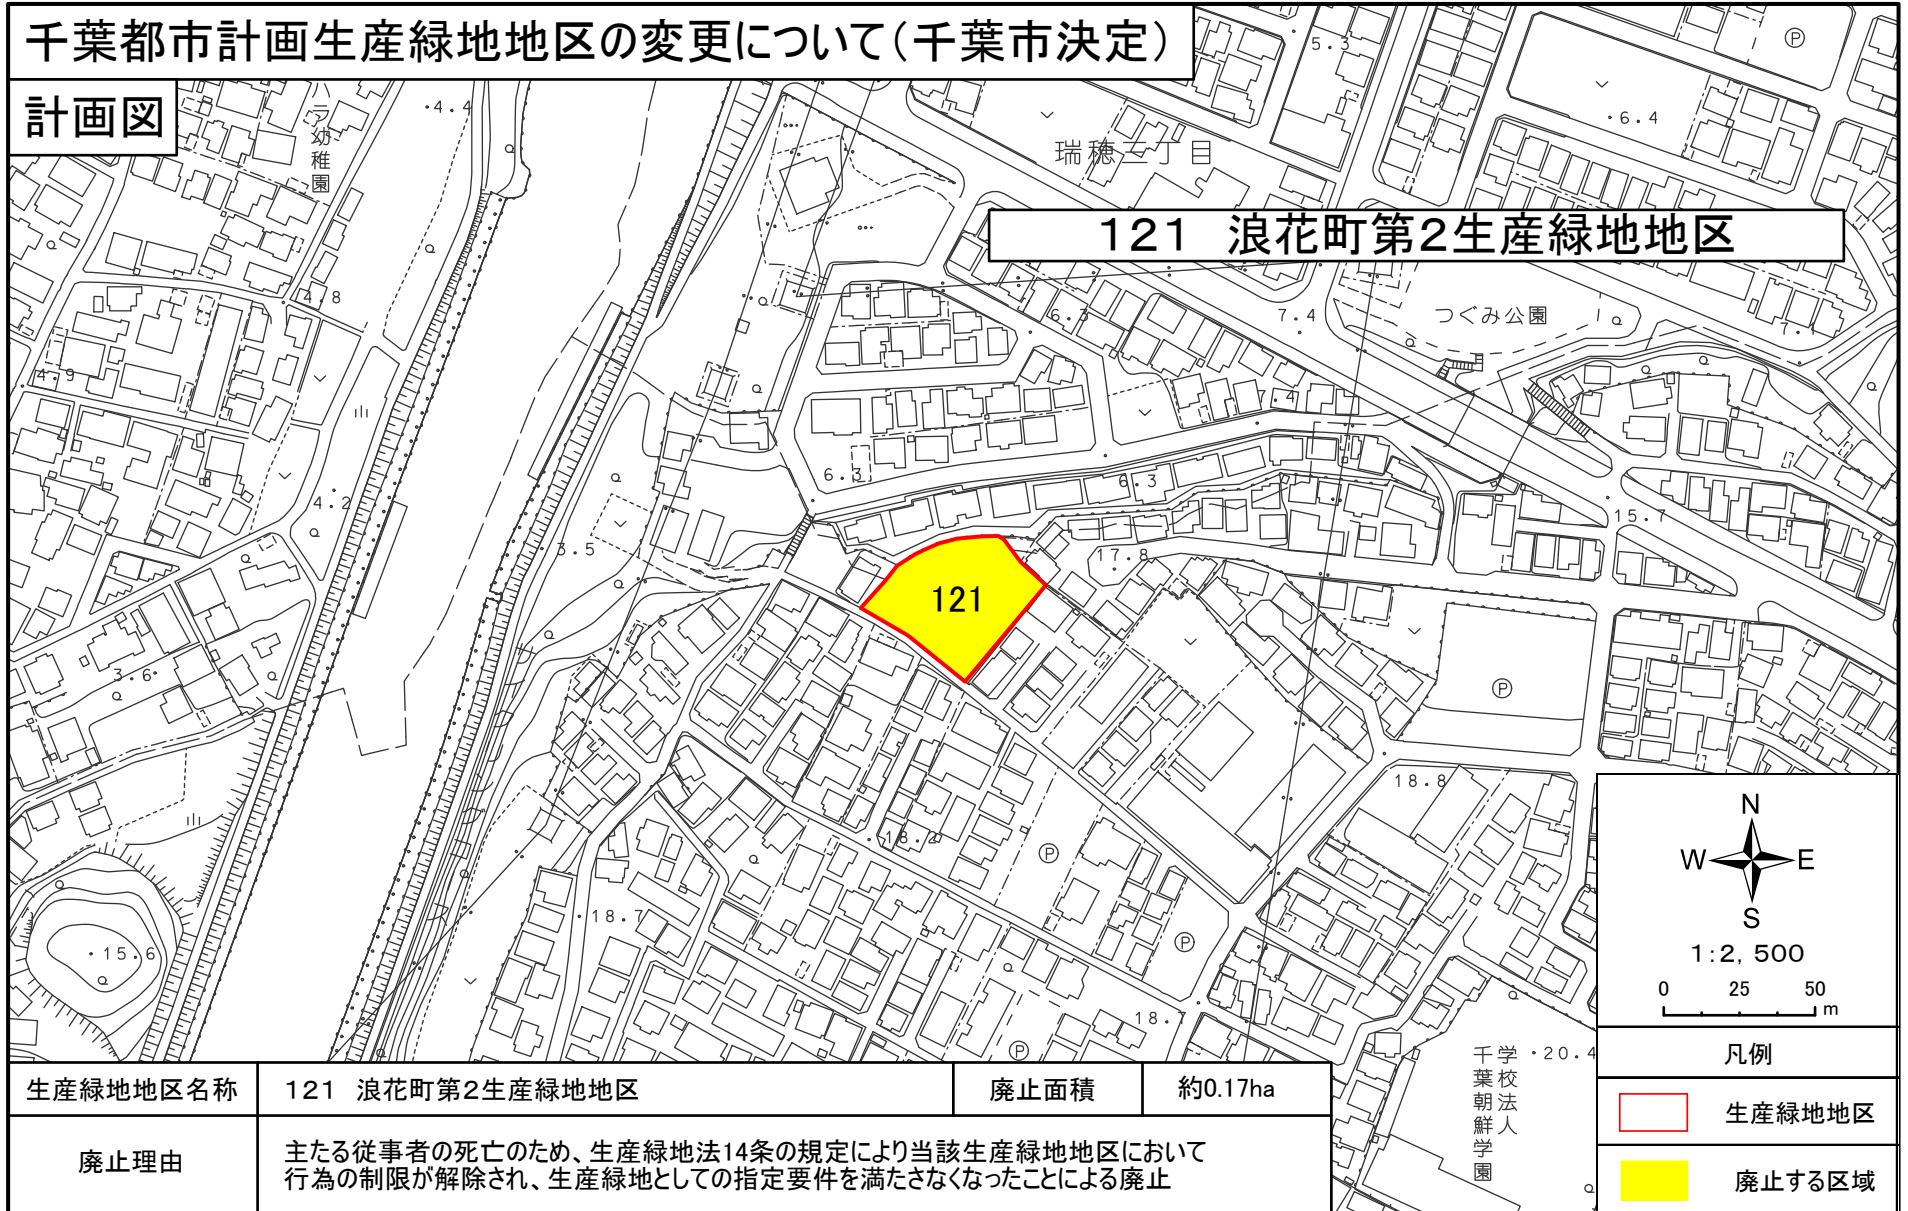 千葉都市計画生産緑地地区の変更について(千葉市決定)
計画図
ハラ幼稚園
・4.4
5.3
Ⓟ
・6.4
瑞穂三丁目
121　浪花町第2生産緑地地区
4.8
6.3
7.4
つぐみ公園
7.1
4.9
.4
6.3
6.3
4.2
15.7
3.5
17.8
121
3.6
Ⓟ
18.8
18.2
Ⓟ
・18.7
Ⓟ
・15.6
18.7
Ⓟ
学校法人
千葉朝鮮学園
・20.4
N
W E
S
1:2,500
0 25 50
m
凡例
生産緑地地区
廃止する区域
生産緑地地区名称
121　浪花町第2生産緑地地区
廃止面積
約0.17ha
廃止理由
主たる従事者の死亡のため、生産緑地法14条の規定により当該生産緑地地区において
行為の制限が解除され、生産緑地としての指定要件を満たさなくなったことによる廃止